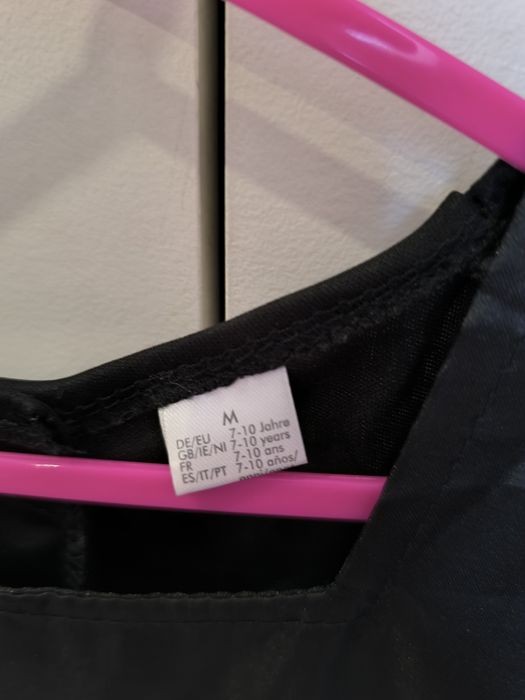 M
DE/EU 7-10 Jahre
GB/IE/NI 7-10 years
FR 7-10 ans
ES/IT/PT 7-10 años/